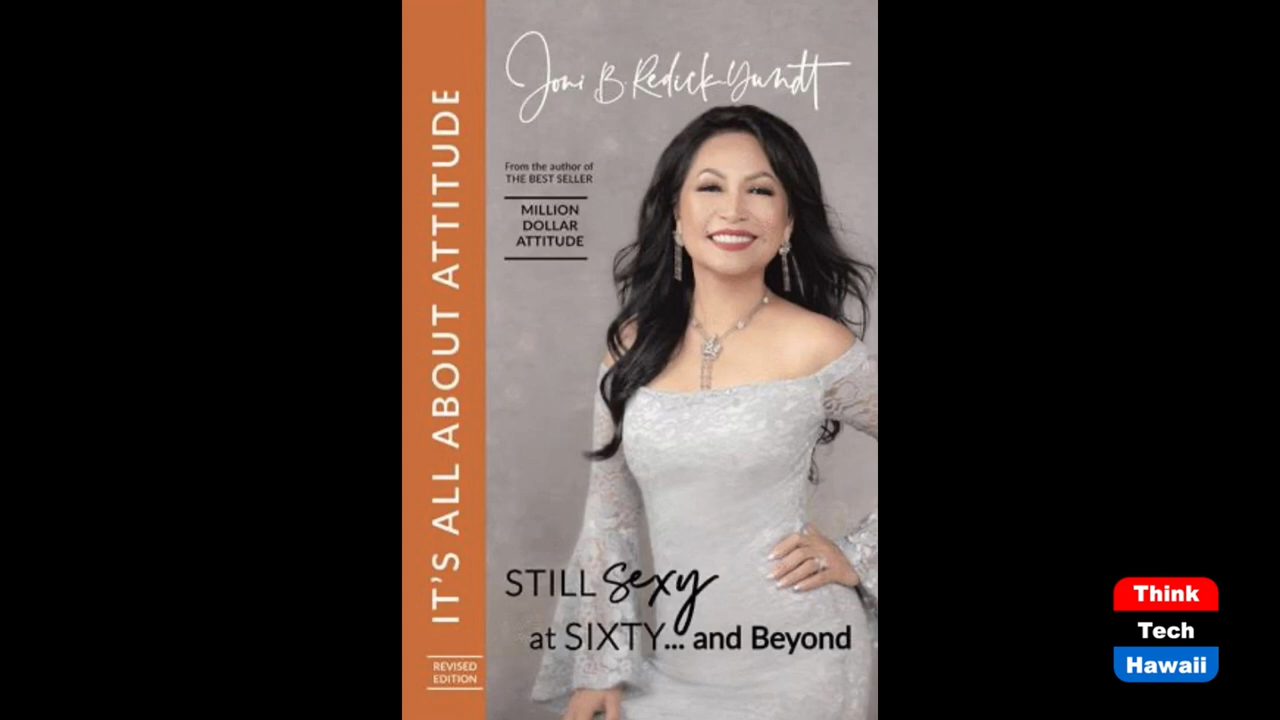 IT'S ALL ABOUT ATTITUDE
REVISED
EDITION
Joni B. Redick-Yundt
From the author of
THE BEST SELLER
MILLION
DOLLAR
ATTITUDE
STILL sexy
at SIXTY... and Beyond
Think
Tech
Hawaii